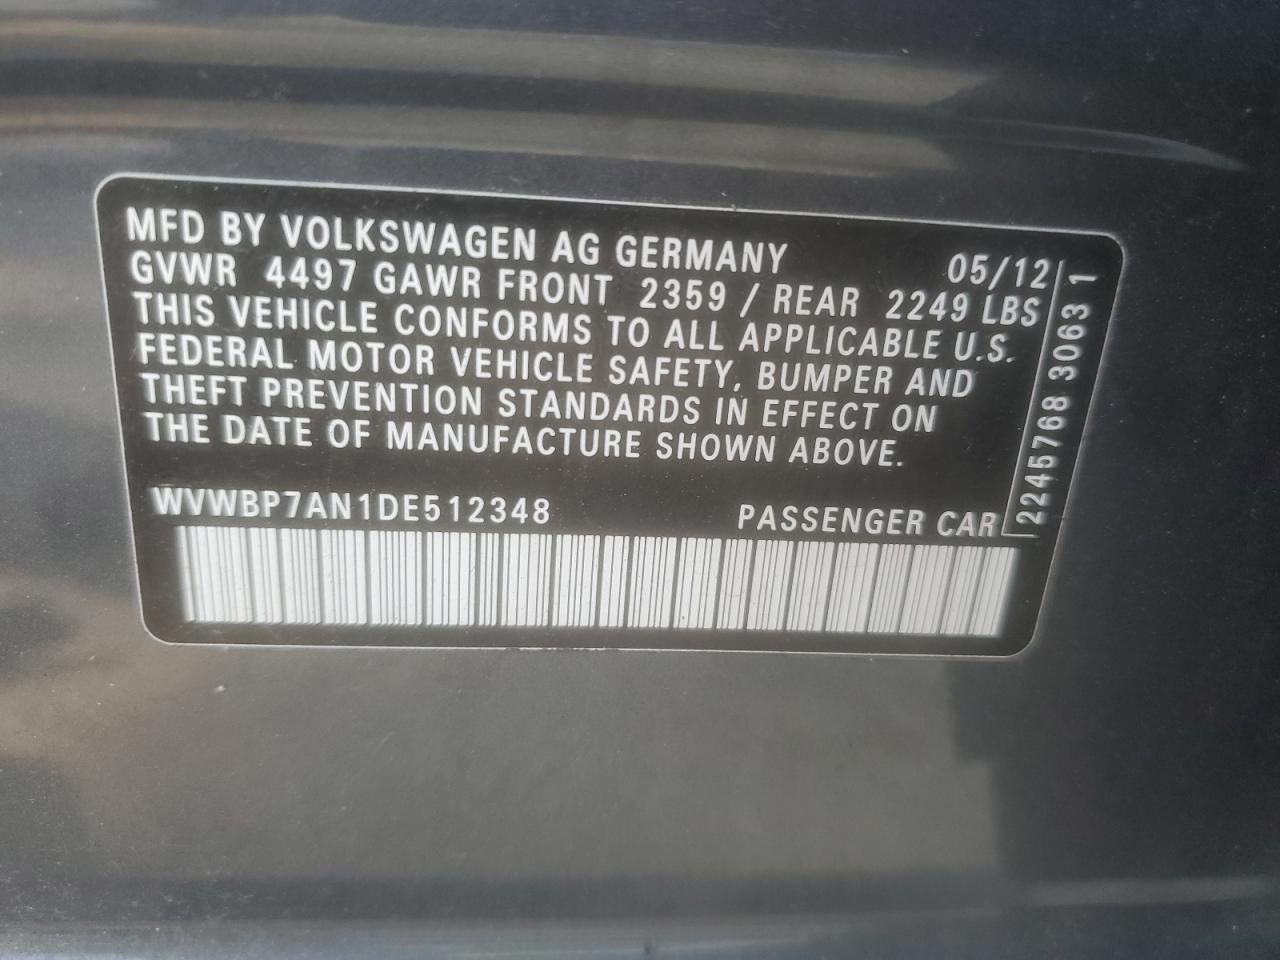 MFD BY VOLKSWAGEN AG GERMANY 05/12
GVWR 4497 GAWR FRONT 2359 / REAR 2249 LBS
THIS VEHICLE CONFORMS TO ALL APPLICABLE U.S.
FEDERAL MOTOR VEHICLE SAFETY, BUMPER AND
THEFT PREVENTION STANDARDS IN EFFECT ON
THE DATE OF MANUFACTURE SHOWN ABOVE.
WVWBP7AN1DE512348 PASSENGER CAR
2245768 3063 1